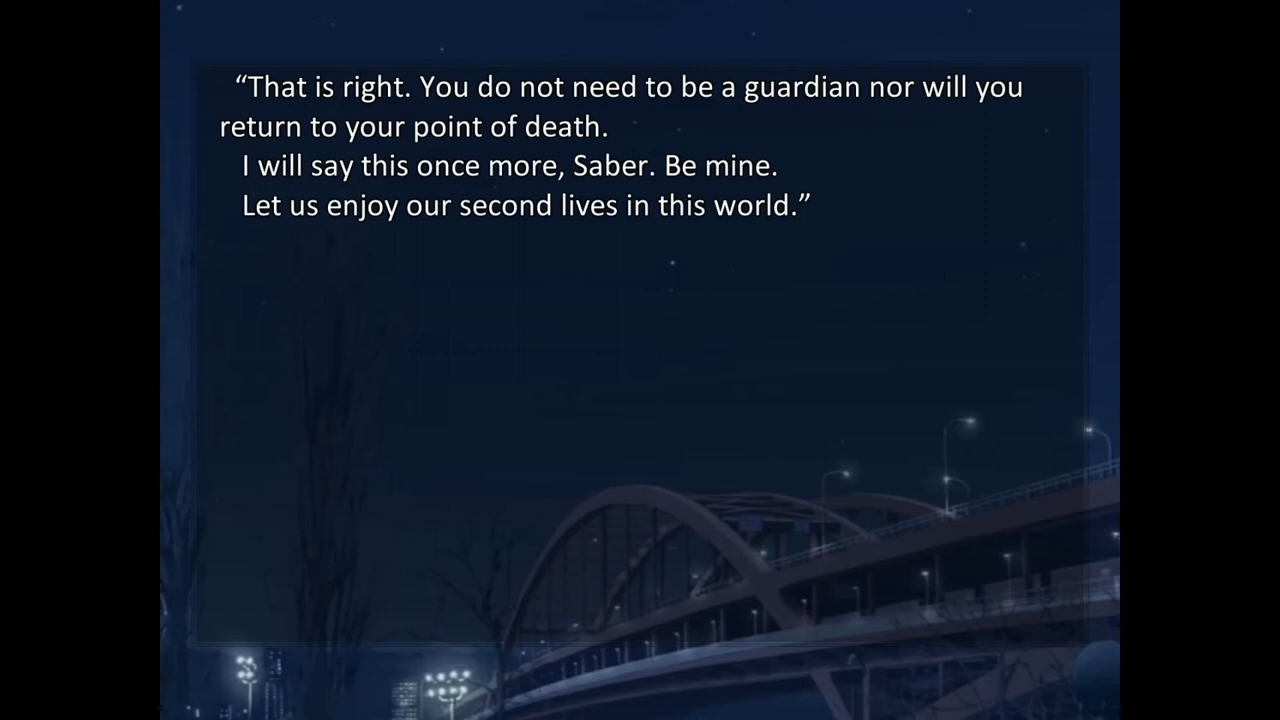 “That is right. You do not need to be a guardian nor will you
return to your point of death.
I will say this once more, Saber. Be mine.
Let us enjoy our second lives in this world.”